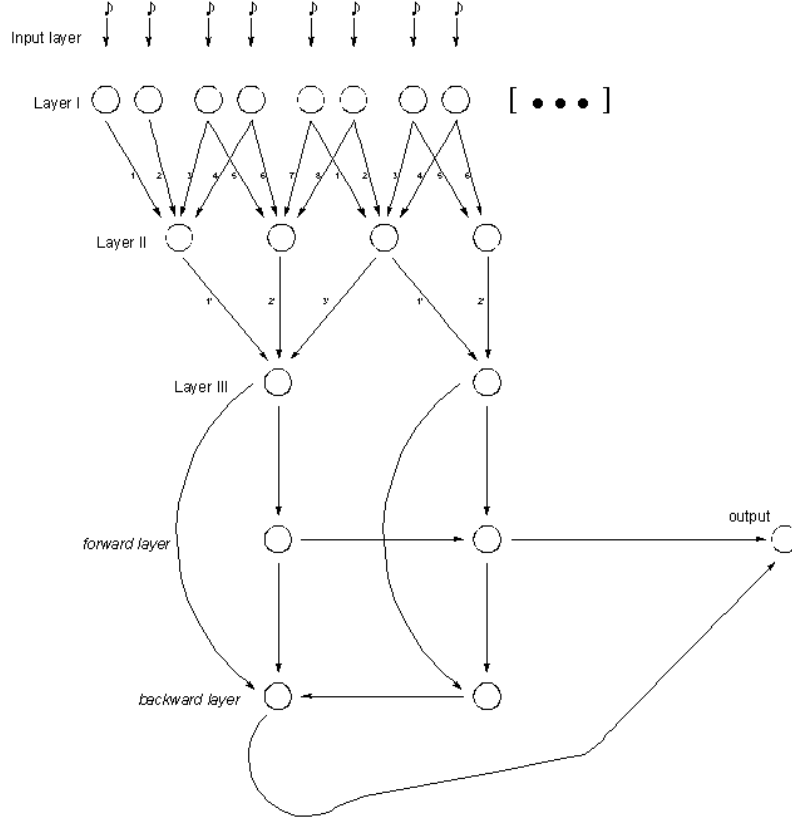 Input layer
Layer I
[ • • • ]
1 2 3 4 5 6 7 8 1 2 3 4 5 6
Layer II
1' 2' 3' 1' 2'
Layer III
output
forward layer
backward layer